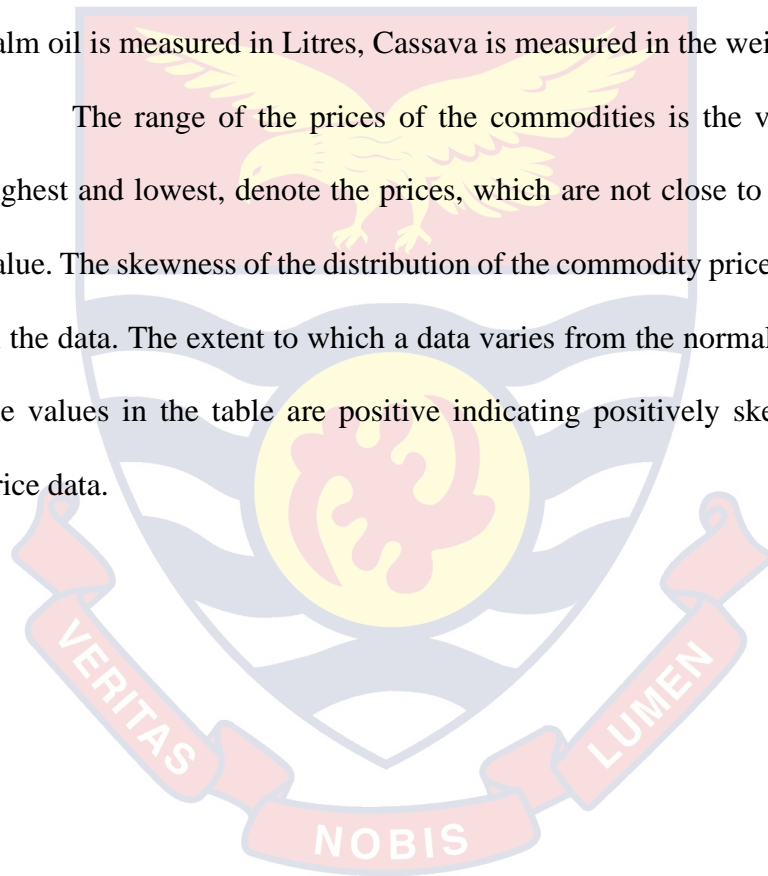 alm oil is measured in Litres, Cassava is measured in the wei
The range of the prices of the commodities is the v
ghest and lowest, denote the prices, which are not close to
alue. The skewness of the distribution of the commodity price
the data. The extent to which a data varies from the normal
e values in the table are positive indicating positively ske
rice data.
VERITAS
NOBIS
LUMEN